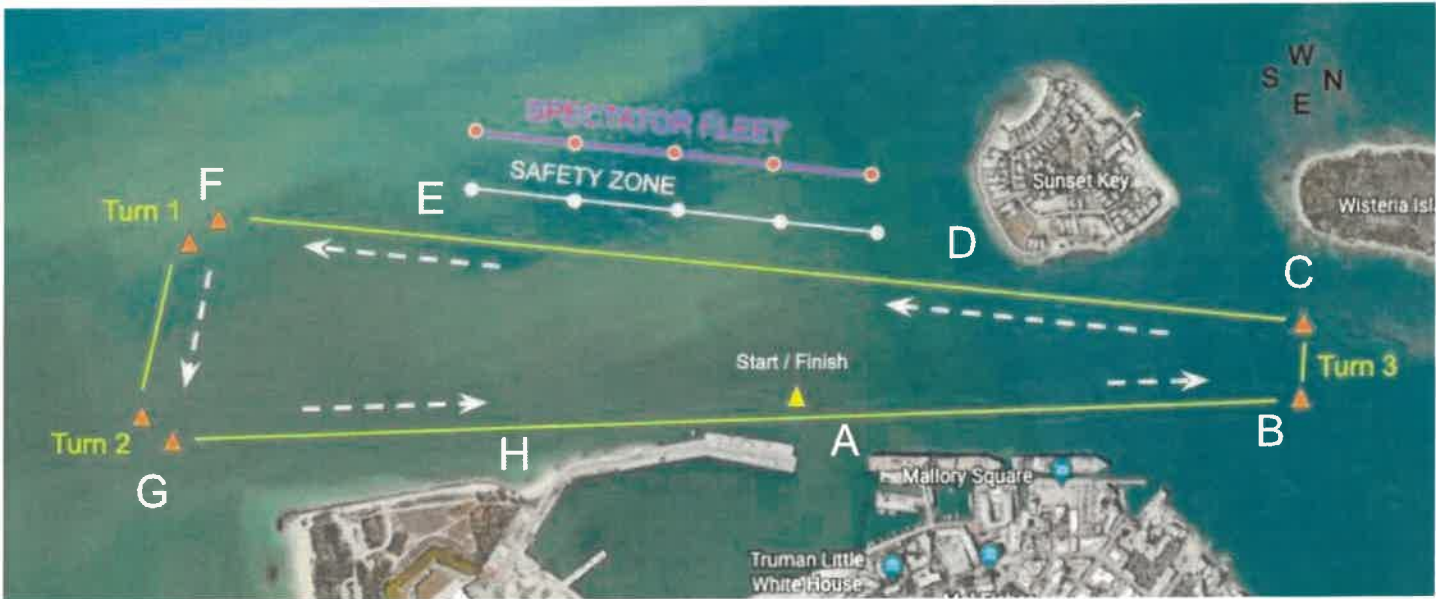 W
S N
E
SPECTATOR FLEET
SAFETY ZONE
Sunset Key
Wisteria Isl
F
Turn 1
E
D
C
Start / Finish
Turn 3
A
B
Turn 2
H
G
Mallory Square
Truman Little
White House